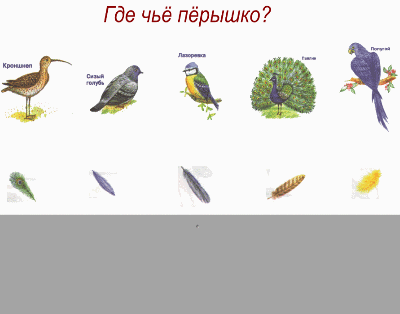 Где чьё пёрышко?
Кроншнеп
Сизый
голубь
Лазоревка
Павлин
Попугай